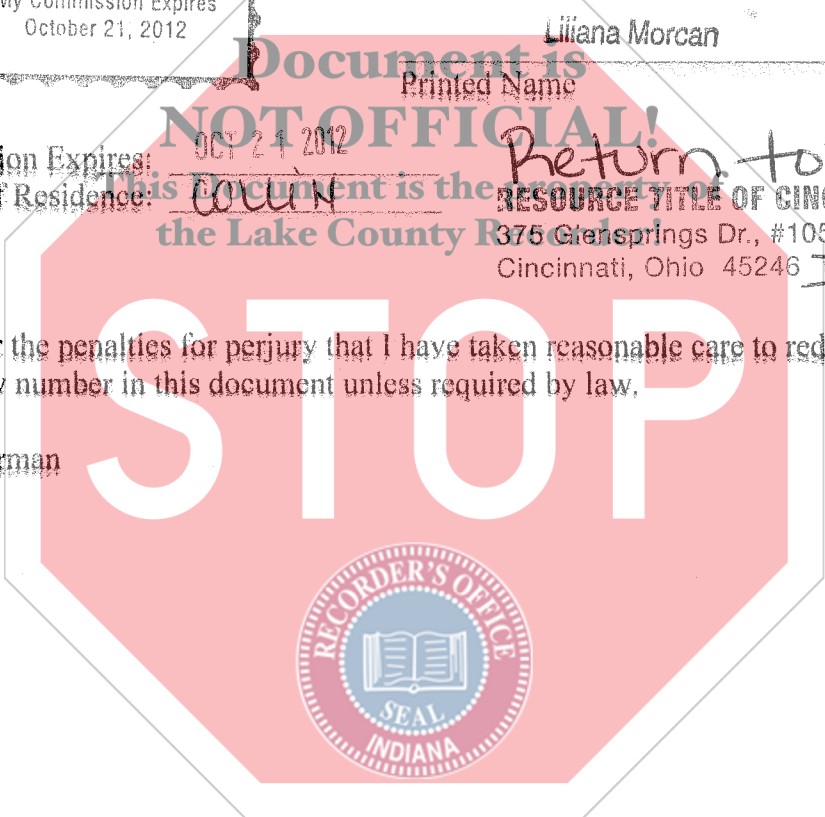 My Commission Expires
October 21, 2012
Liliana Morcan
Printed Name
Document is
NOT OFFICIAL!
This Document is the property of
the Lake County Recorder!
on Expires: OCT 21 2012
Residence: COLLIN
Return to
RESOURCE TITLE OF CINC
375 Glensprings Dr., #105
Cincinnati, Ohio 45246
the penalties for perjury that I have taken reasonable care to red
number in this document unless required by law.
rman
STOP
RECORDER'S OFFICE
SEAL
INDIANA